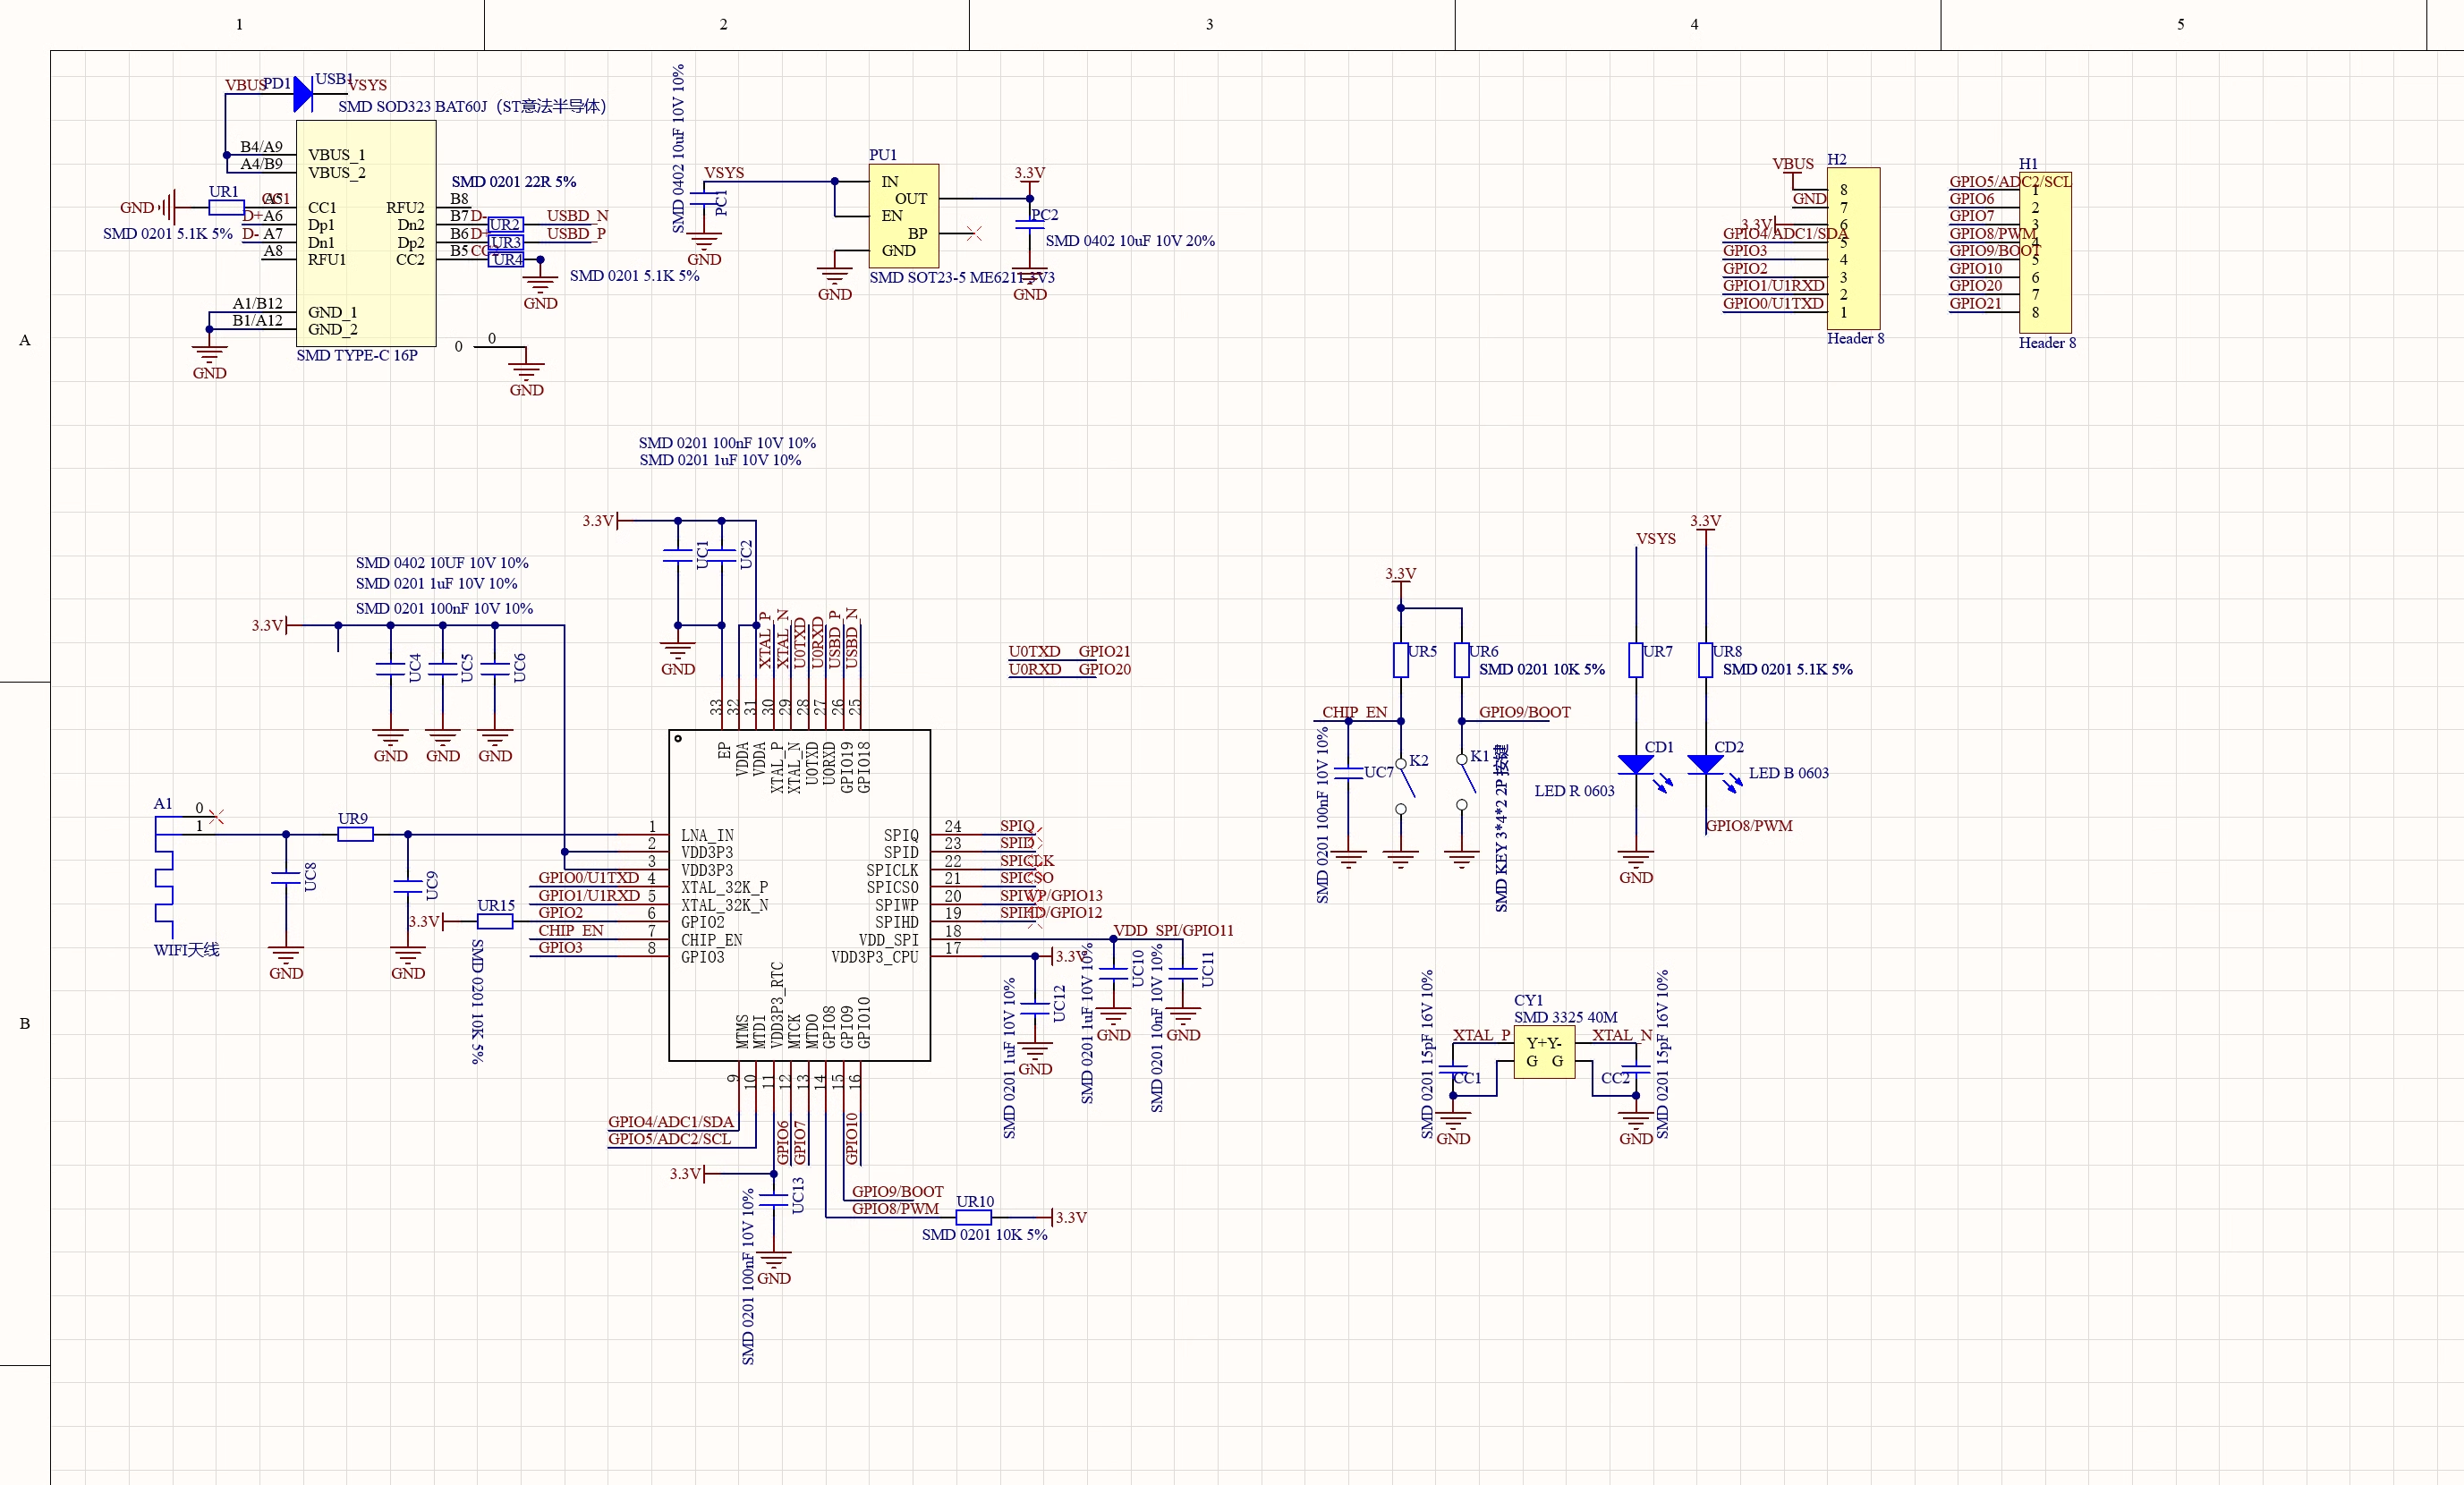 1
2
3
4
5
A
B
VBUS
PD1
USB1
VSYS
SMD SOD323 BAT60J（ST意法半导体）
B4/A9
A4/B9
VBUS_1
VBUS_2
SMD 0201 22R 5%
GND
UR1
CC1
A5
CC1
RFU2
B8
D+
A6
Dp1
Dn2
B7
D-
UR2
USBD_N
SMD 0201 5.1K 5%
D-
A7
Dn1
Dp2
B6
D+
UR3
USBD_P
A8
RFU1
CC2
B5
CC2
UR4
SMD 0201 5.1K 5%
GND
A1/B12
B1/A12
GND_1
GND_2
SMD TYPE-C 16P
GND
0
0
GND
SMD 0402 10uF 10V 10%
VSYS
PC1
GND
PU1
IN
OUT
EN
BP
GND
GND
SMD SOT23-5 ME6211-3V3
3.3V
PC2
SMD 0402 10uF 10V 20%
GND
VBUS
H2
GND
3.3V
GPIO4/ADC1/SDA
GPIO3
GPIO2
GPIO1/U1RXD
GPIO0/U1TXD
8
7
6
5
4
3
2
1
Header 8
H1
GPIO5/ADC2/SCL
GPIO6
GPIO7
GPIO8/PWM
GPIO9/BOOT
GPIO10
GPIO20
GPIO21
1
2
3
4
5
6
7
8
Header 8
SMD 0201 100nF 10V 10%
SMD 0201 1uF 10V 10%
3.3V
UC1
UC2
GND
SMD 0402 10UF 10V 10%
SMD 0201 1uF 10V 10%
SMD 0201 100nF 10V 10%
3.3V
UC4
UC5
UC6
GND
GND
GND
XTAL_P
XTAL_N
U0TXD
U0RXD
USBD_P
USBD_N
33
32
31
30
29
28
27
26
25
EP
VDDA
VDDA
XTAL_P
XTAL_N
U0TXD
U0RXD
GPIO19
GPIO18
U0TXD GPIO21
U0RXD GPIO20
A1
0
1
WIFI天线
UC8
GND
UR9
UC9
GND
1
2
3
4
5
6
7
8
LNA_IN
VDD3P3
VDD3P3
XTAL_32K_P
XTAL_32K_N
GPIO2
CHIP_EN
GPIO3
GPIO0/U1TXD
GPIO1/U1RXD
GPIO2
CHIP_EN
GPIO3
3.3V
UR15
SMD 0201 10K 5%
SPIQ
SPID
SPICLK
SPICS0
SPIWP
SPIHD
VDD_SPI
VDD3P3_CPU
24
23
22
21
20
19
18
17
SPIQ
SPID
SPICLK
SPICSO
SPIWP/GPIO13
SPIHD/GPIO12
VDD_SPI/GPIO11
3.3V
UC12
SMD 0201 1uF 10V 10%
GND
UC10
SMD 0201 1uF 10V 10%
GND
UC11
SMD 0201 10nF 10V 10%
GND
MTMS
MTDI
VDD3P3_RTC
MTCK
MTDO
GPIO8
GPIO9
GPIO10
9
10
11
12
13
14
15
16
GPIO4/ADC1/SDA
GPIO5/ADC2/SCL
GPIO6
GPIO7
GPIO10
3.3V
UC13
SMD 0201 100nF 10V 10%
GND
GPIO9/BOOT
GPIO8/PWM
UR10
3.3V
SMD 0201 10K 5%
3.3V
UR5
UR6
SMD 0201 10K 5%
CHIP_EN
GPIO9/BOOT
SMD 0201 100nF 10V 10%
UC7
K2
K1
SMD KEY 3*4*2 2P 按键
VSYS
3.3V
UR7
UR8
SMD 0201 5.1K 5%
CD1
CD2
LED R 0603
LED B 0603
GPIO8/PWM
GND
CY1
SMD 3325 40M
XTAL_P
XTAL_N
Y+
Y-
G
G
CC1
CC2
SMD 0201 15pF 16V 10%
SMD 0201 15pF 16V 10%
GND
GND